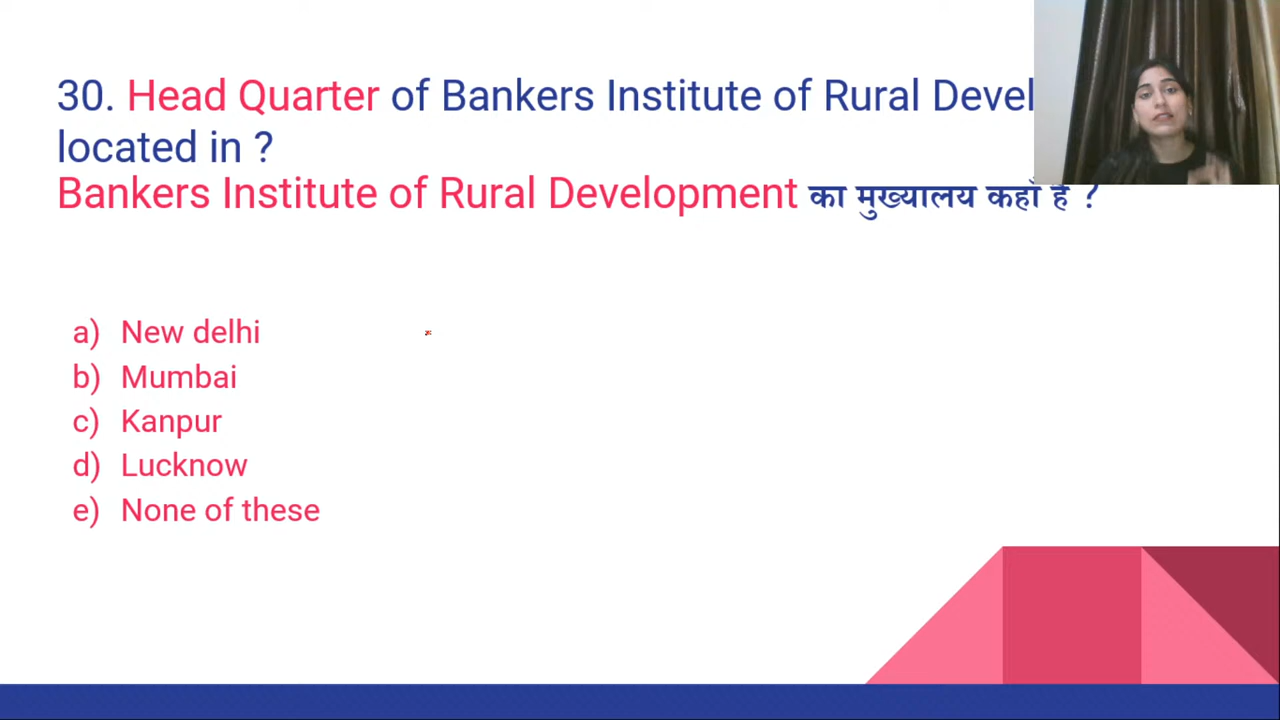 30. Head Quarter of Bankers Institute of Rural Devel
located in ?
Bankers Institute of Rural Development का मुख्यालय कहाँ है ?
a) New delhi
b) Mumbai
c) Kanpur
d) Lucknow
e) None of these